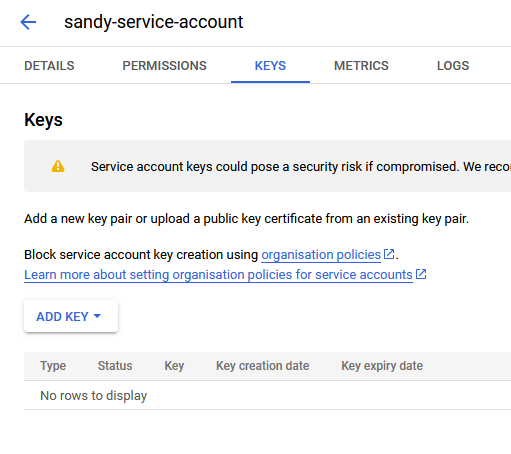 sandy-service-account
DETAILS PERMISSIONS KEYS METRICS LOGS
Keys
Service account keys could pose a security risk if compromised. We
Add a new key pair or upload a public key certificate from an existing key pair.
Block service account key creation using organisation policies.
Learn more about setting organisation policies for service accounts
ADD KEY
Type Status Key Key creation date Key expiry date
No rows to display